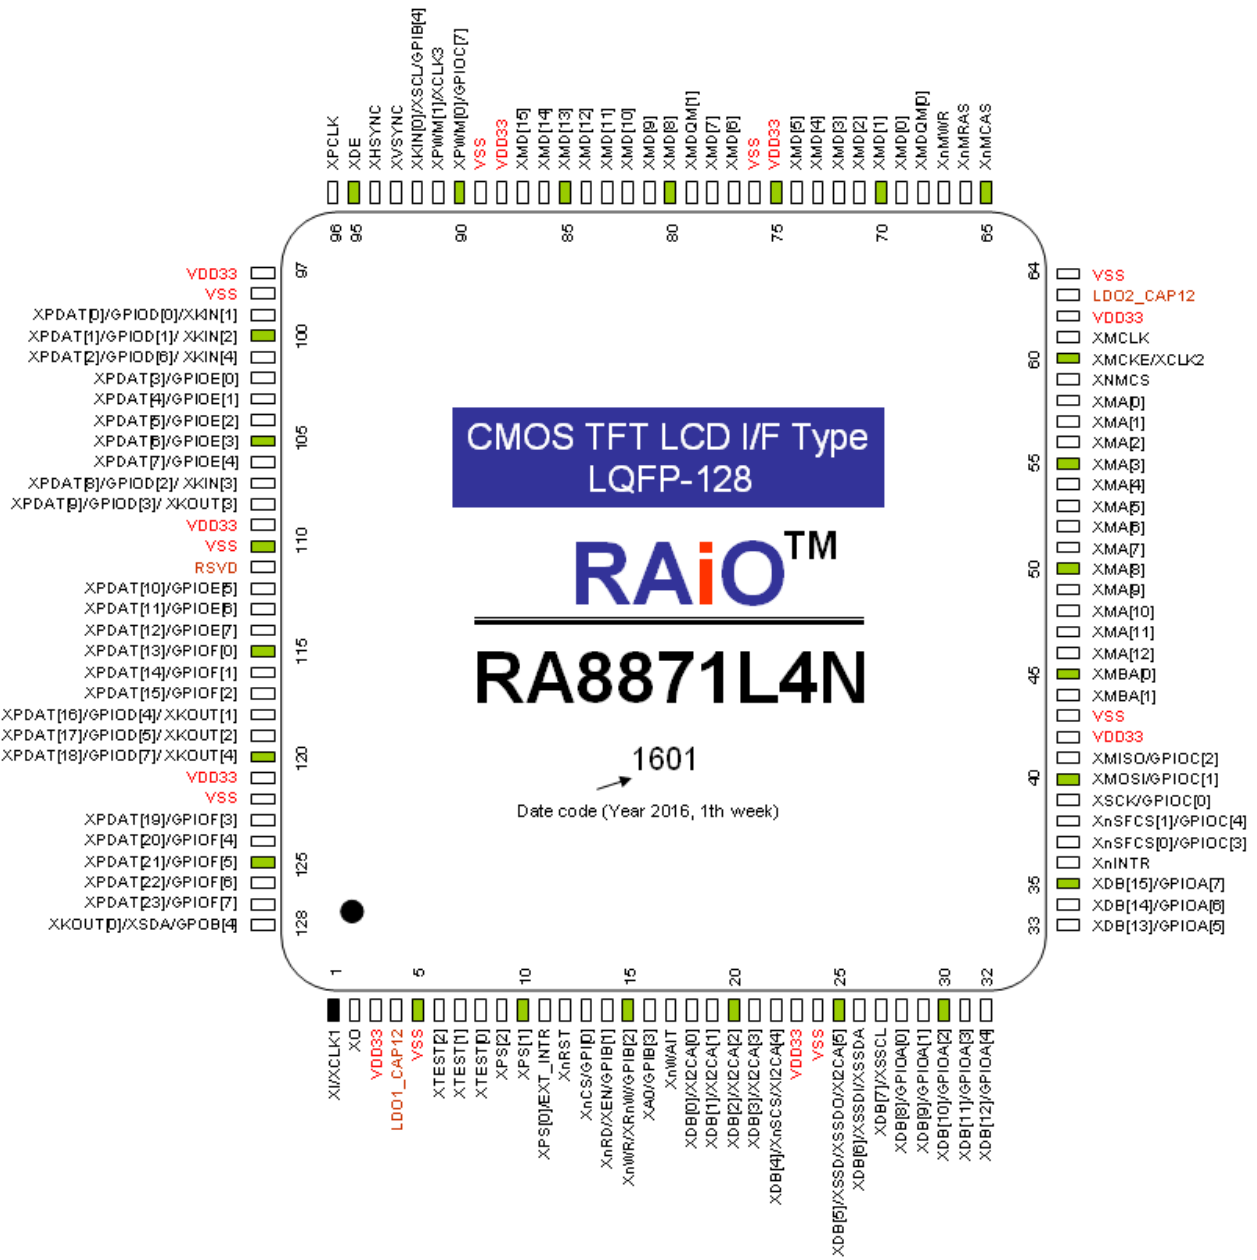 XPCLK
XDE
XHSYNC
XVSYNC
XKIN[0]/XSCL/GPIB[4]
XPWM[1]/XCLK3
XPWM[0]/GPIOC[7]
VSS
VDD33
XMD[15]
XMD[14]
XMD[13]
XMD[12]
XMD[11]
XMD[10]
XMD[9]
XMD[8]
XMDQM[1]
XMD[7]
XMD[6]
VSS
VDD33
XMD[5]
XMD[4]
XMD[3]
XMD[2]
XMD[1]
XMD[0]
XMDQM[0]
XnMWR
XnMRAS
XnMCAS
96
95
90
85
80
75
70
65
VDD33
VSS
XPDAT[0]/GPIOD[0]/XKIN[1]
XPDAT[1]/GPIOD[1]/ XKIN[2]
XPDAT[2]/GPIOD[6]/ XKIN[4]
XPDAT[3]/GPIOE[0]
XPDAT[4]/GPIOE[1]
XPDAT[5]/GPIOE[2]
XPDAT[6]/GPIOE[3]
XPDAT[7]/GPIOE[4]
XPDAT[8]/GPIOD[2]/ XKIN[3]
XPDAT[9]/GPIOD[3]/ XKOUT[3]
VDD33
VSS
RSVD
XPDAT[10]/GPIOE[5]
XPDAT[11]/GPIOE[6]
XPDAT[12]/GPIOE[7]
XPDAT[13]/GPIOF[0]
XPDAT[14]/GPIOF[1]
XPDAT[15]/GPIOF[2]
XPDAT[16]/GPIOD[4]/XKOUT[1]
XPDAT[17]/GPIOD[5]/XKOUT[2]
XPDAT[18]/GPIOD[7]/ XKOUT[4]
VDD33
VSS
XPDAT[19]/GPIOF[3]
XPDAT[20]/GPIOF[4]
XPDAT[21]/GPIOF[5]
XPDAT[22]/GPIOF[6]
XPDAT[23]/GPIOF[7]
XKOUT[0]/XSDA/GPOB[4]
97
100
105
110
115
120
125
128
CMOS TFT LCD I/F Type
LQFP-128
RAiO™
RA8871L4N
1601
Date code (Year 2016, 1th week)
64
60
55
50
45
40
35
33
VSS
LDO2_CAP12
VDD33
XMCLK
XMCKE/XCLK2
XNMCS
XMA[0]
XMA[1]
XMA[2]
XMA[3]
XMA[4]
XMA[5]
XMA[6]
XMA[7]
XMA[8]
XMA[9]
XMA[10]
XMA[11]
XMA[12]
XMBA[0]
XMBA[1]
VSS
VDD33
XMISO/GPIOC[2]
XMOSI/GPIOC[1]
XSCK/GPIOC[0]
XnSFCS[1]/GPIOC[4]
XnSFCS[0]/GPIOC[3]
XnINTR
XDB[15]/GPIOA[7]
XDB[14]/GPIOA[6]
XDB[13]/GPIOA[5]
1
5
10
15
20
25
30
32
XI/XCLK1
XO
VDD33
LDO1_CAP12
VSS
XTEST[2]
XTEST[1]
XTEST[0]
XPS[2]
XPS[1]
XPS[0]/EXT_INTR
XnRST
XnCS/GPI[0]
XnRD/XEN/GPIB[1]
XnWR/XRnW/GPIB[2]
XA0/GPIB[3]
XnWAIT
XDB[0]/XI2CA[0]
XDB[1]/XI2CA[1]
XDB[2]/XI2CA[2]
XDB[3]/XI2CA[3]
XDB[4]/XnSCS/XI2CA[4]
VDD33
VSS
XDB[5]/XSSDO/XSSDO/XI2CA[5]
XDB[6]/XSSDI/XSSDA
XDB[7]/XSSCL
XDB[8]/GPIOA[0]
XDB[9]/GPIOA[1]
XDB[10]/GPIOA[2]
XDB[11]/GPIOA[3]
XDB[12]/GPIOA[4]